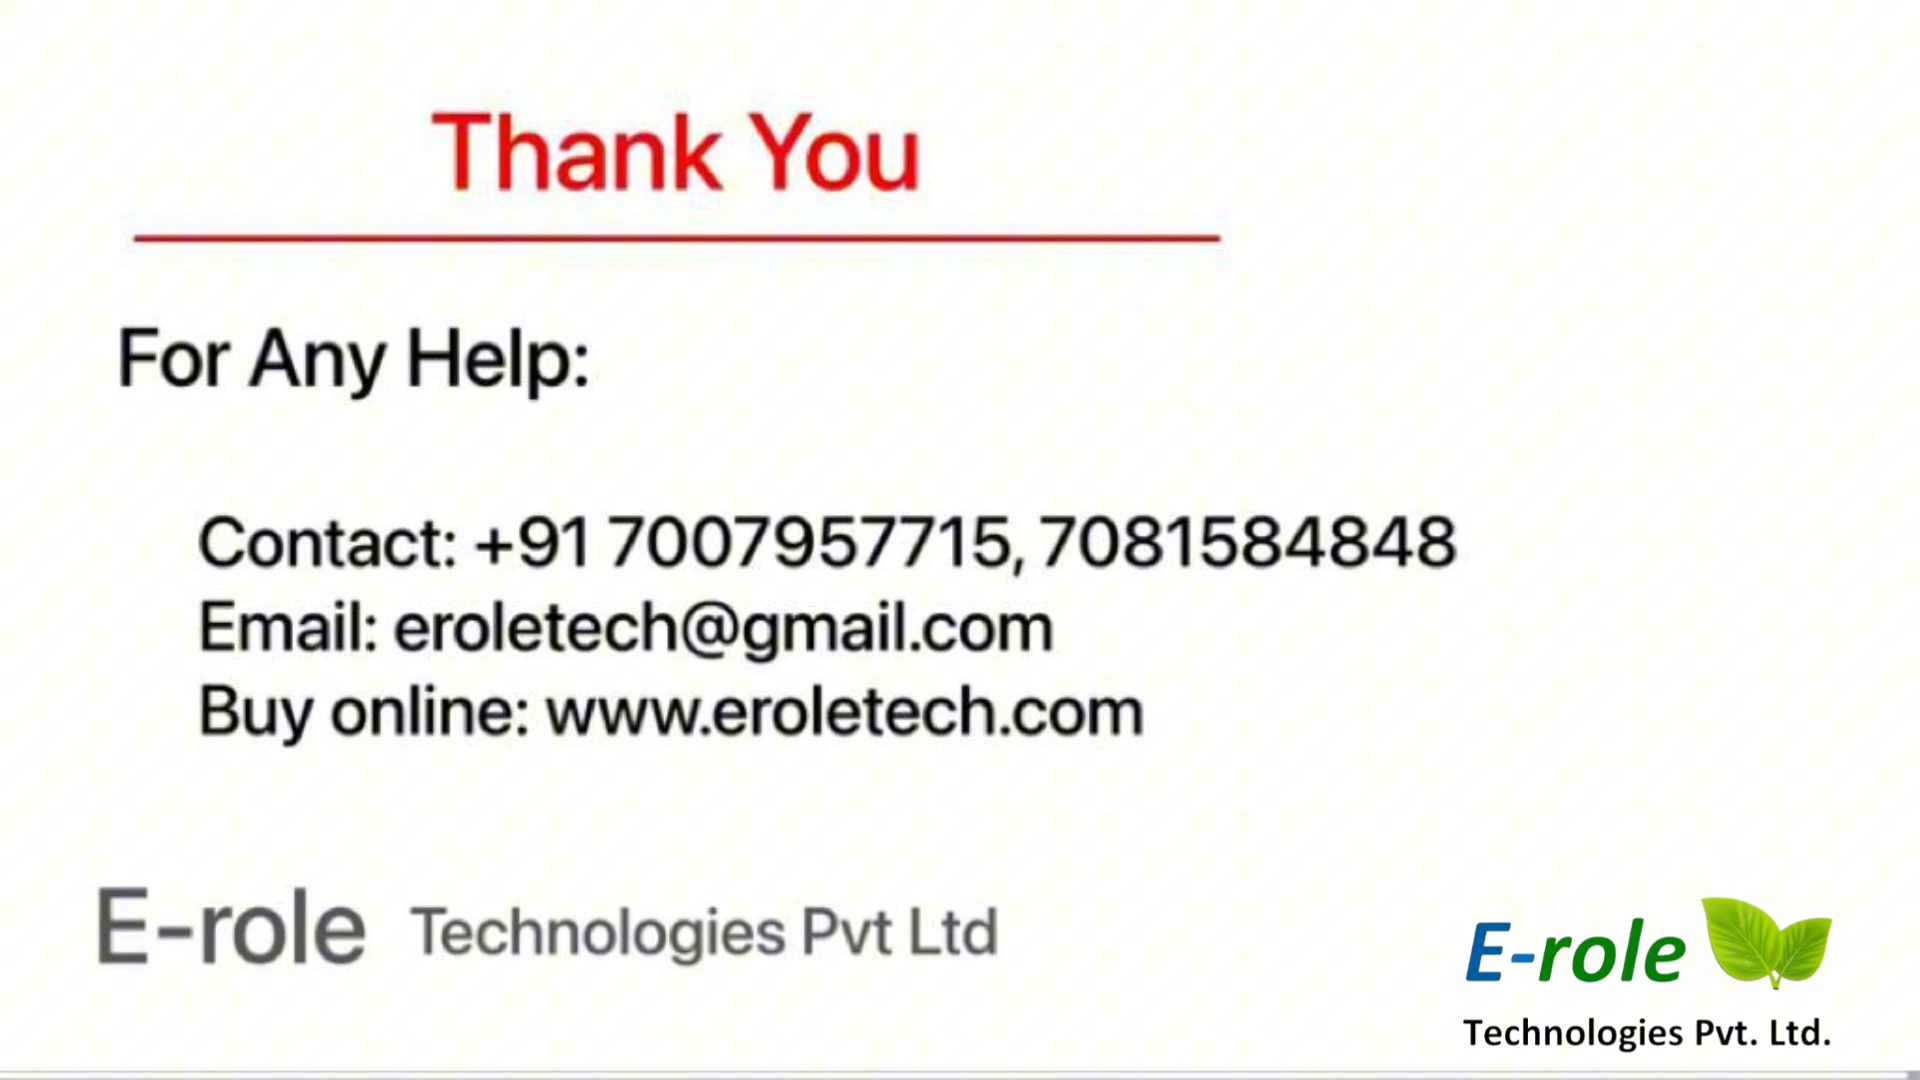 Thank You
For Any Help:
Contact: +91 7007957715, 7081584848
Email: eroletech@gmail.com
Buy online: www.eroletech.com
E-role Technologies Pvt Ltd
E-role
Technologies Pvt. Ltd.